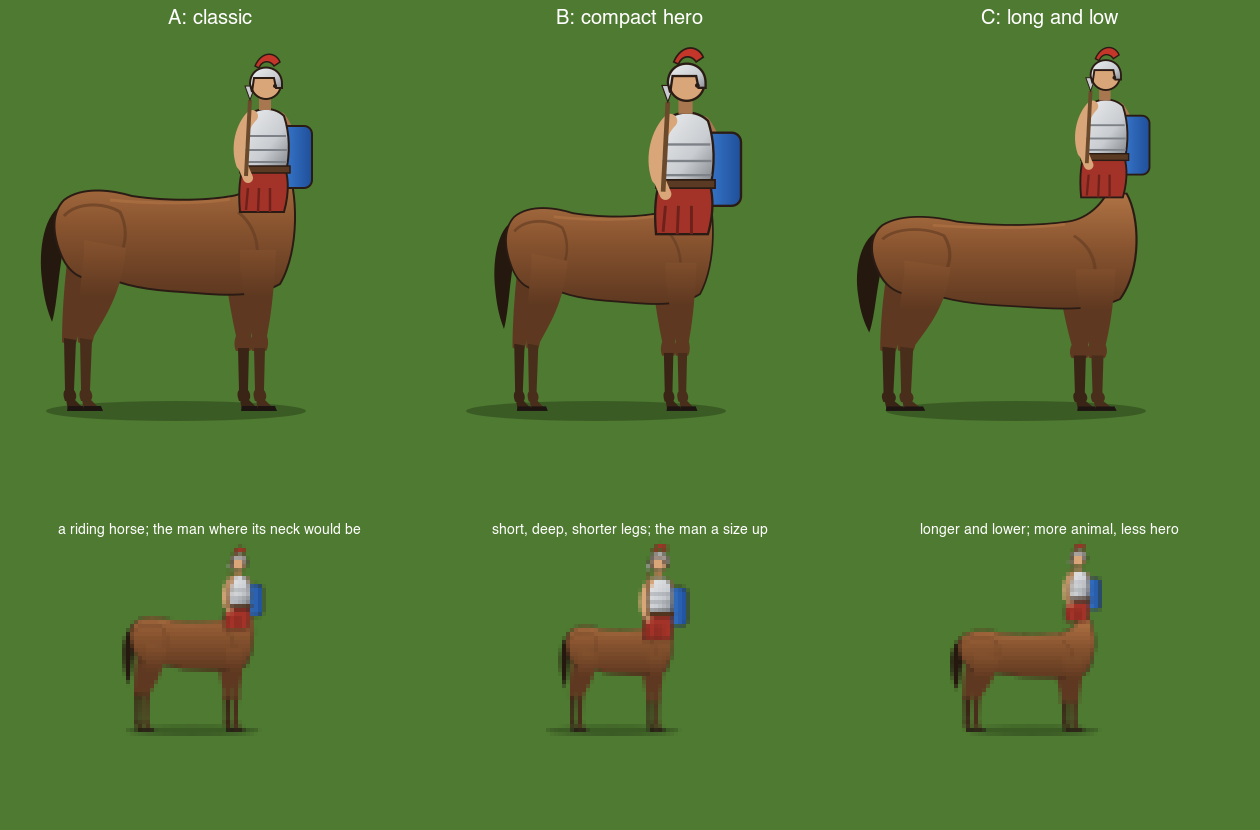 A: classic
B: compact hero
C: long and low
a riding horse; the man where its neck would be
short, deep, shorter legs; the man a size up
longer and lower; more animal, less hero